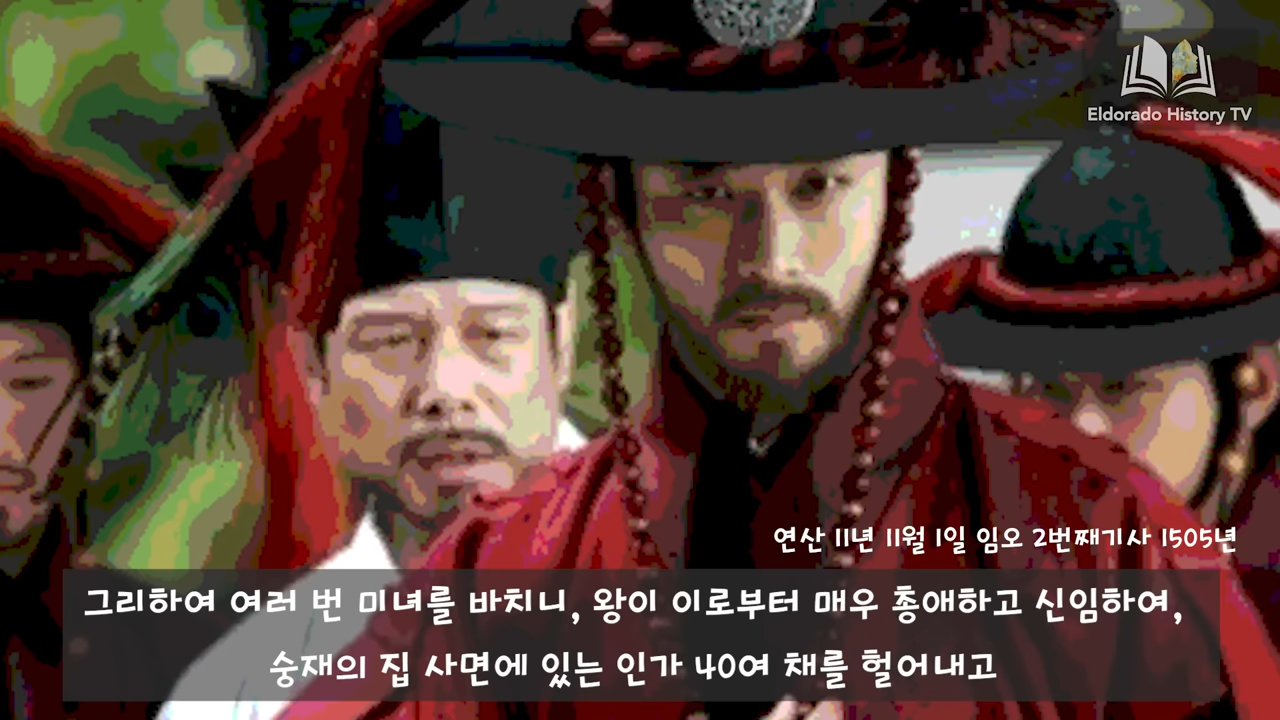 Eldorado History TV
연산 11년 11월 1일 임오 2번째기사 1505년
그리하여 여러 번 미녀를 바치니, 왕이 이로부터 매우 총애하고 신임하여,
숭재의 집 사면에 있는 인가 40여 채를 헐어내고